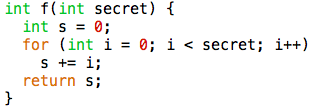 int f(int secret) {
  int s = 0;
  for (int i = 0; i < secret; i++)
    s += i;
  return s;
}